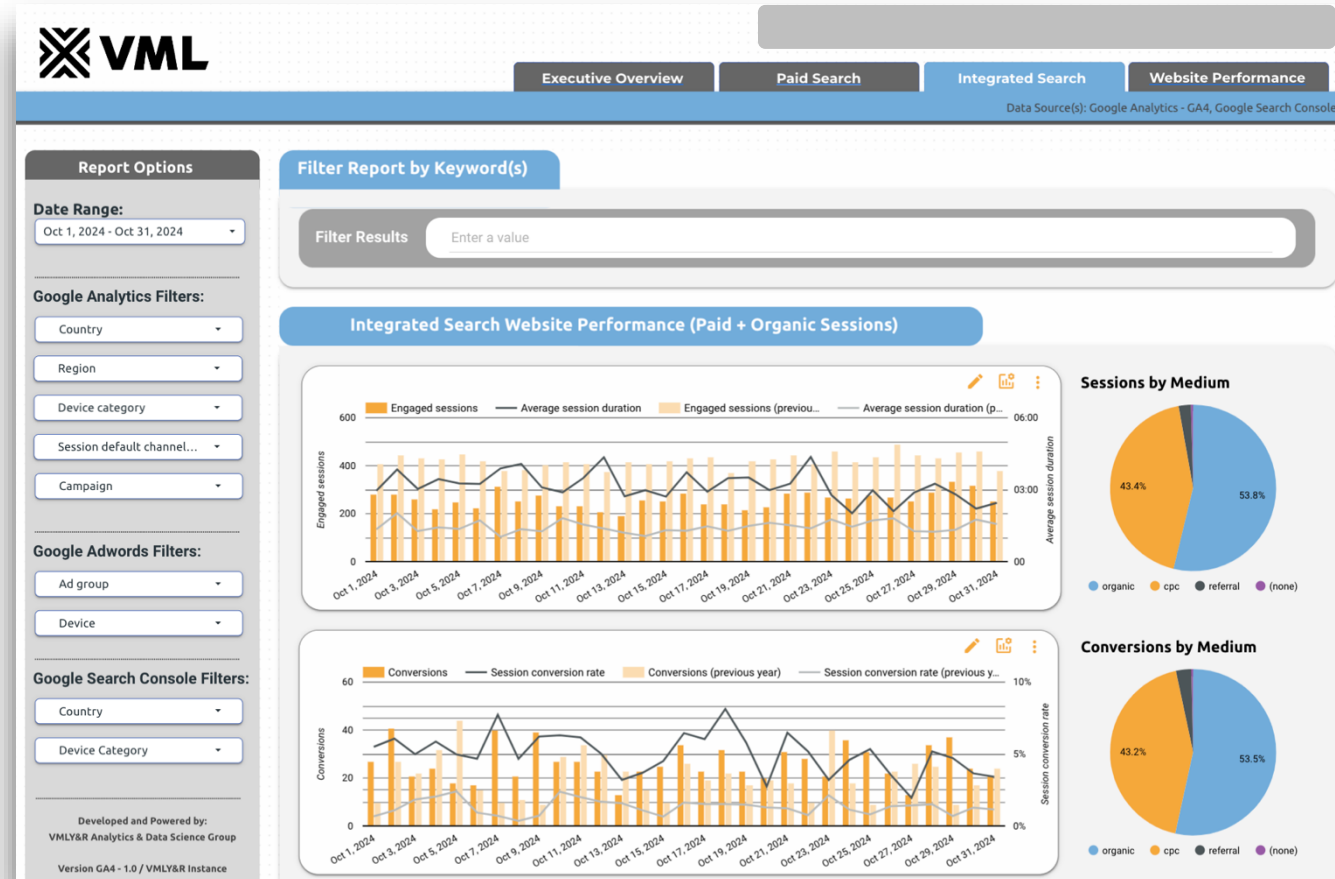 VML
Executive Overview
Paid Search
Integrated Search
Website Performance
Data Source(s): Google Analytics - GA4, Google Search Console
Report Options
Date Range:
Oct 1, 2024 - Oct 31, 2024
Google Analytics Filters:
Country
Region
Device category
Session default channel...
Campaign
Google Adwords Filters:
Ad group
Device
Google Search Console Filters:
Country
Device Category
Developed and Powered by:
VMLY&R Analytics & Data Science Group
Version GA4 - 1.0 / VMLY&R Instance
Filter Report by Keyword(s)
Filter Results
Enter a value
Integrated Search Website Performance (Paid + Organic Sessions)
Engaged sessions
Average session duration
Engaged sessions (previou...
Average session duration (p...
Engaged sessions
600
400
200
0
06:00
03:00
00
Average session duration
Oct 1, 2024
Oct 3, 2024
Oct 5, 2024
Oct 7, 2024
Oct 9, 2024
Oct 11, 2024
Oct 13, 2024
Oct 15, 2024
Oct 17, 2024
Oct 19, 2024
Oct 21, 2024
Oct 23, 2024
Oct 25, 2024
Oct 27, 2024
Oct 29, 2024
Oct 31, 2024
Sessions by Medium
43.4%
53.8%
organic
cpc
referral
(none)
Conversions
Session conversion rate
Conversions (previous year)
Session conversion rate (previous y...
Conversions
60
40
20
0
10%
5%
0%
Session conversion rate
Oct 1, 2024
Oct 3, 2024
Oct 5, 2024
Oct 7, 2024
Oct 9, 2024
Oct 11, 2024
Oct 13, 2024
Oct 15, 2024
Oct 17, 2024
Oct 19, 2024
Oct 21, 2024
Oct 23, 2024
Oct 25, 2024
Oct 27, 2024
Oct 29, 2024
Oct 31, 2024
Conversions by Medium
43.2%
53.5%
organic
cpc
referral
(none)